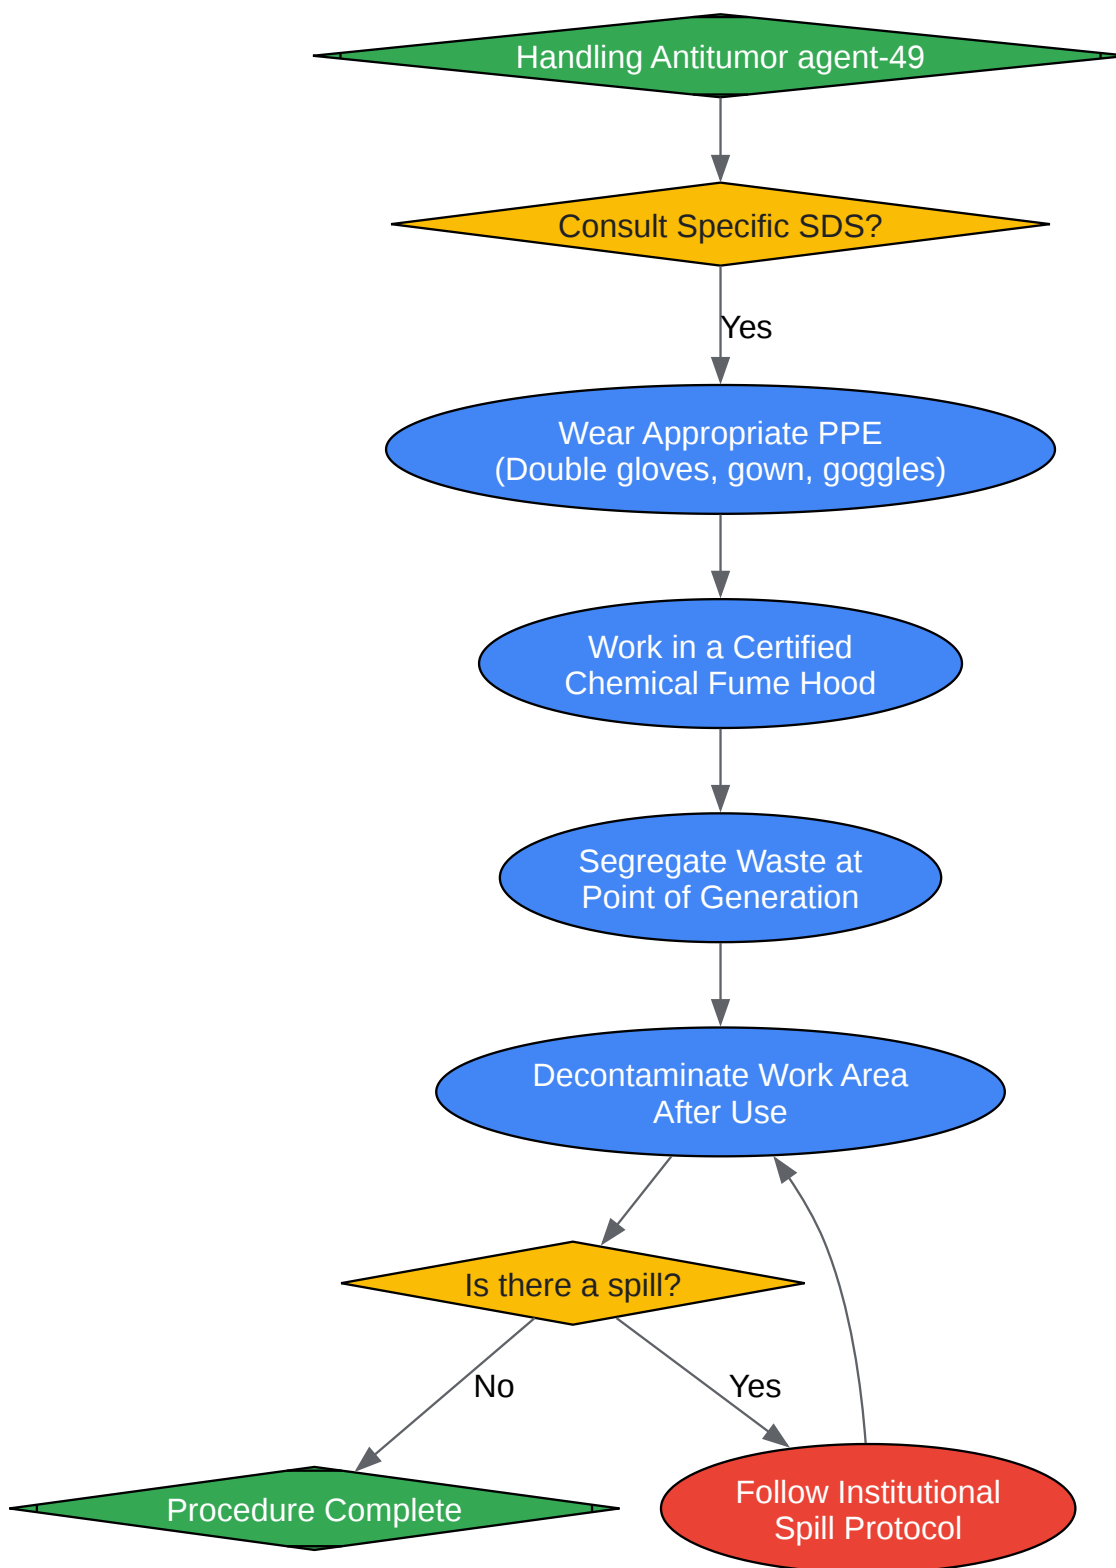 Handling Antitumor agent-49
Consult Specific SDS?
Yes
Wear Appropriate PPE
(Double gloves, gown, goggles)
Work in a Certified
Chemical Fume Hood
Segregate Waste at
Point of Generation
Decontaminate Work Area
After Use
Is there a spill?
No
Yes
Procedure Complete
Follow Institutional
Spill Protocol